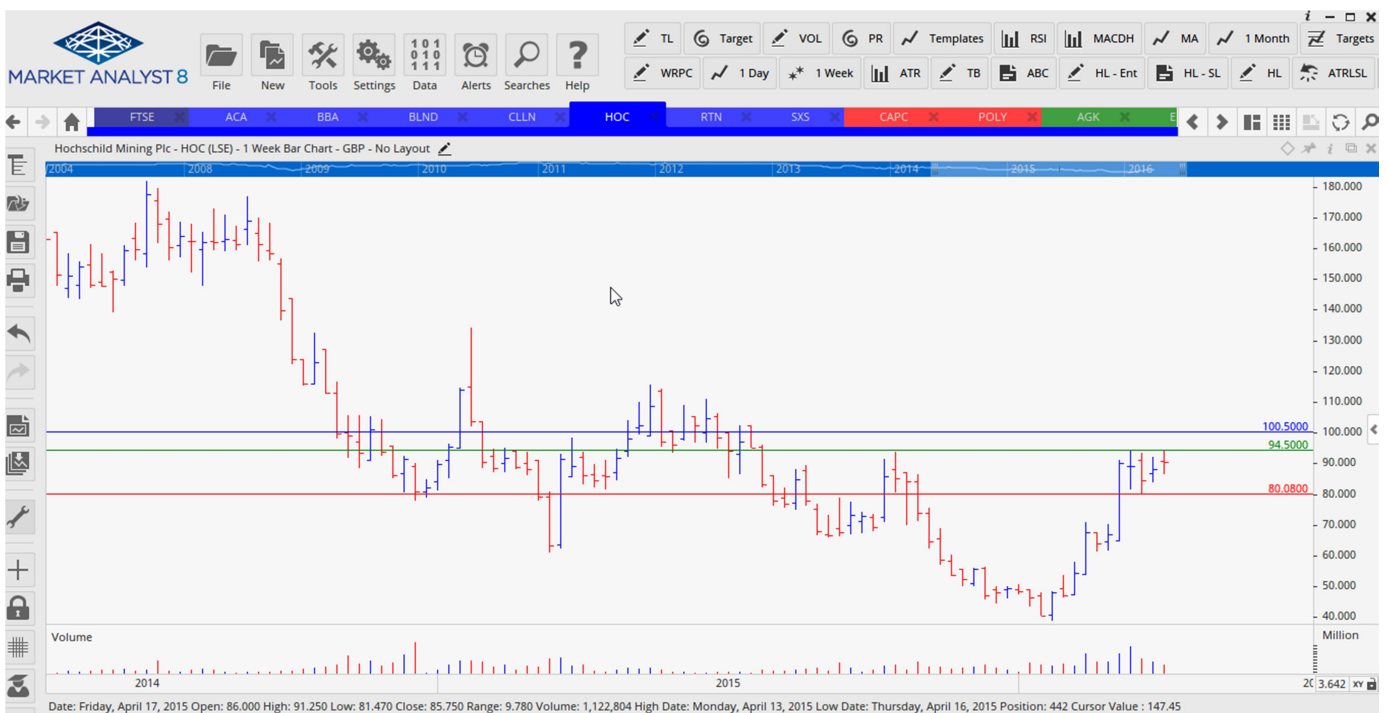 MARKET ANALYST 8
File New Tools Settings Data Alerts Searches Help
TL Target VOL PR Templates RSI MACDH MA 1 Month Targets
WRPC 1 Day 1 Week ATR TB ABC HL - Ent HL - SL HL ATRLSL
FTSE ACA BBA BLND CLLN HOC RTN SXS CAPC POLY AGK E
Hochschild Mining Plc - HOC (LSE) - 1 Week Bar Chart - GBP - No Layout
2004 2008 2009 2010 2011 2012 2013 2014 2015 2016
180.000
170.000
160.000
150.000
140.000
130.000
120.000
110.000
100.5000
100.000
94.5000
90.000
80.0800
80.000
70.000
60.000
50.000
40.000
Volume Million
2014 2015 20 3.642 XY
Date: Friday, April 17, 2015 Open: 86.000 High: 91.250 Low: 81.470 Close: 85.750 Range: 9.780 Volume: 1,122,804 High Date: Monday, April 13, 2015 Low Date: Thursday, April 16, 2015 Position: 442 Cursor Value : 147.45